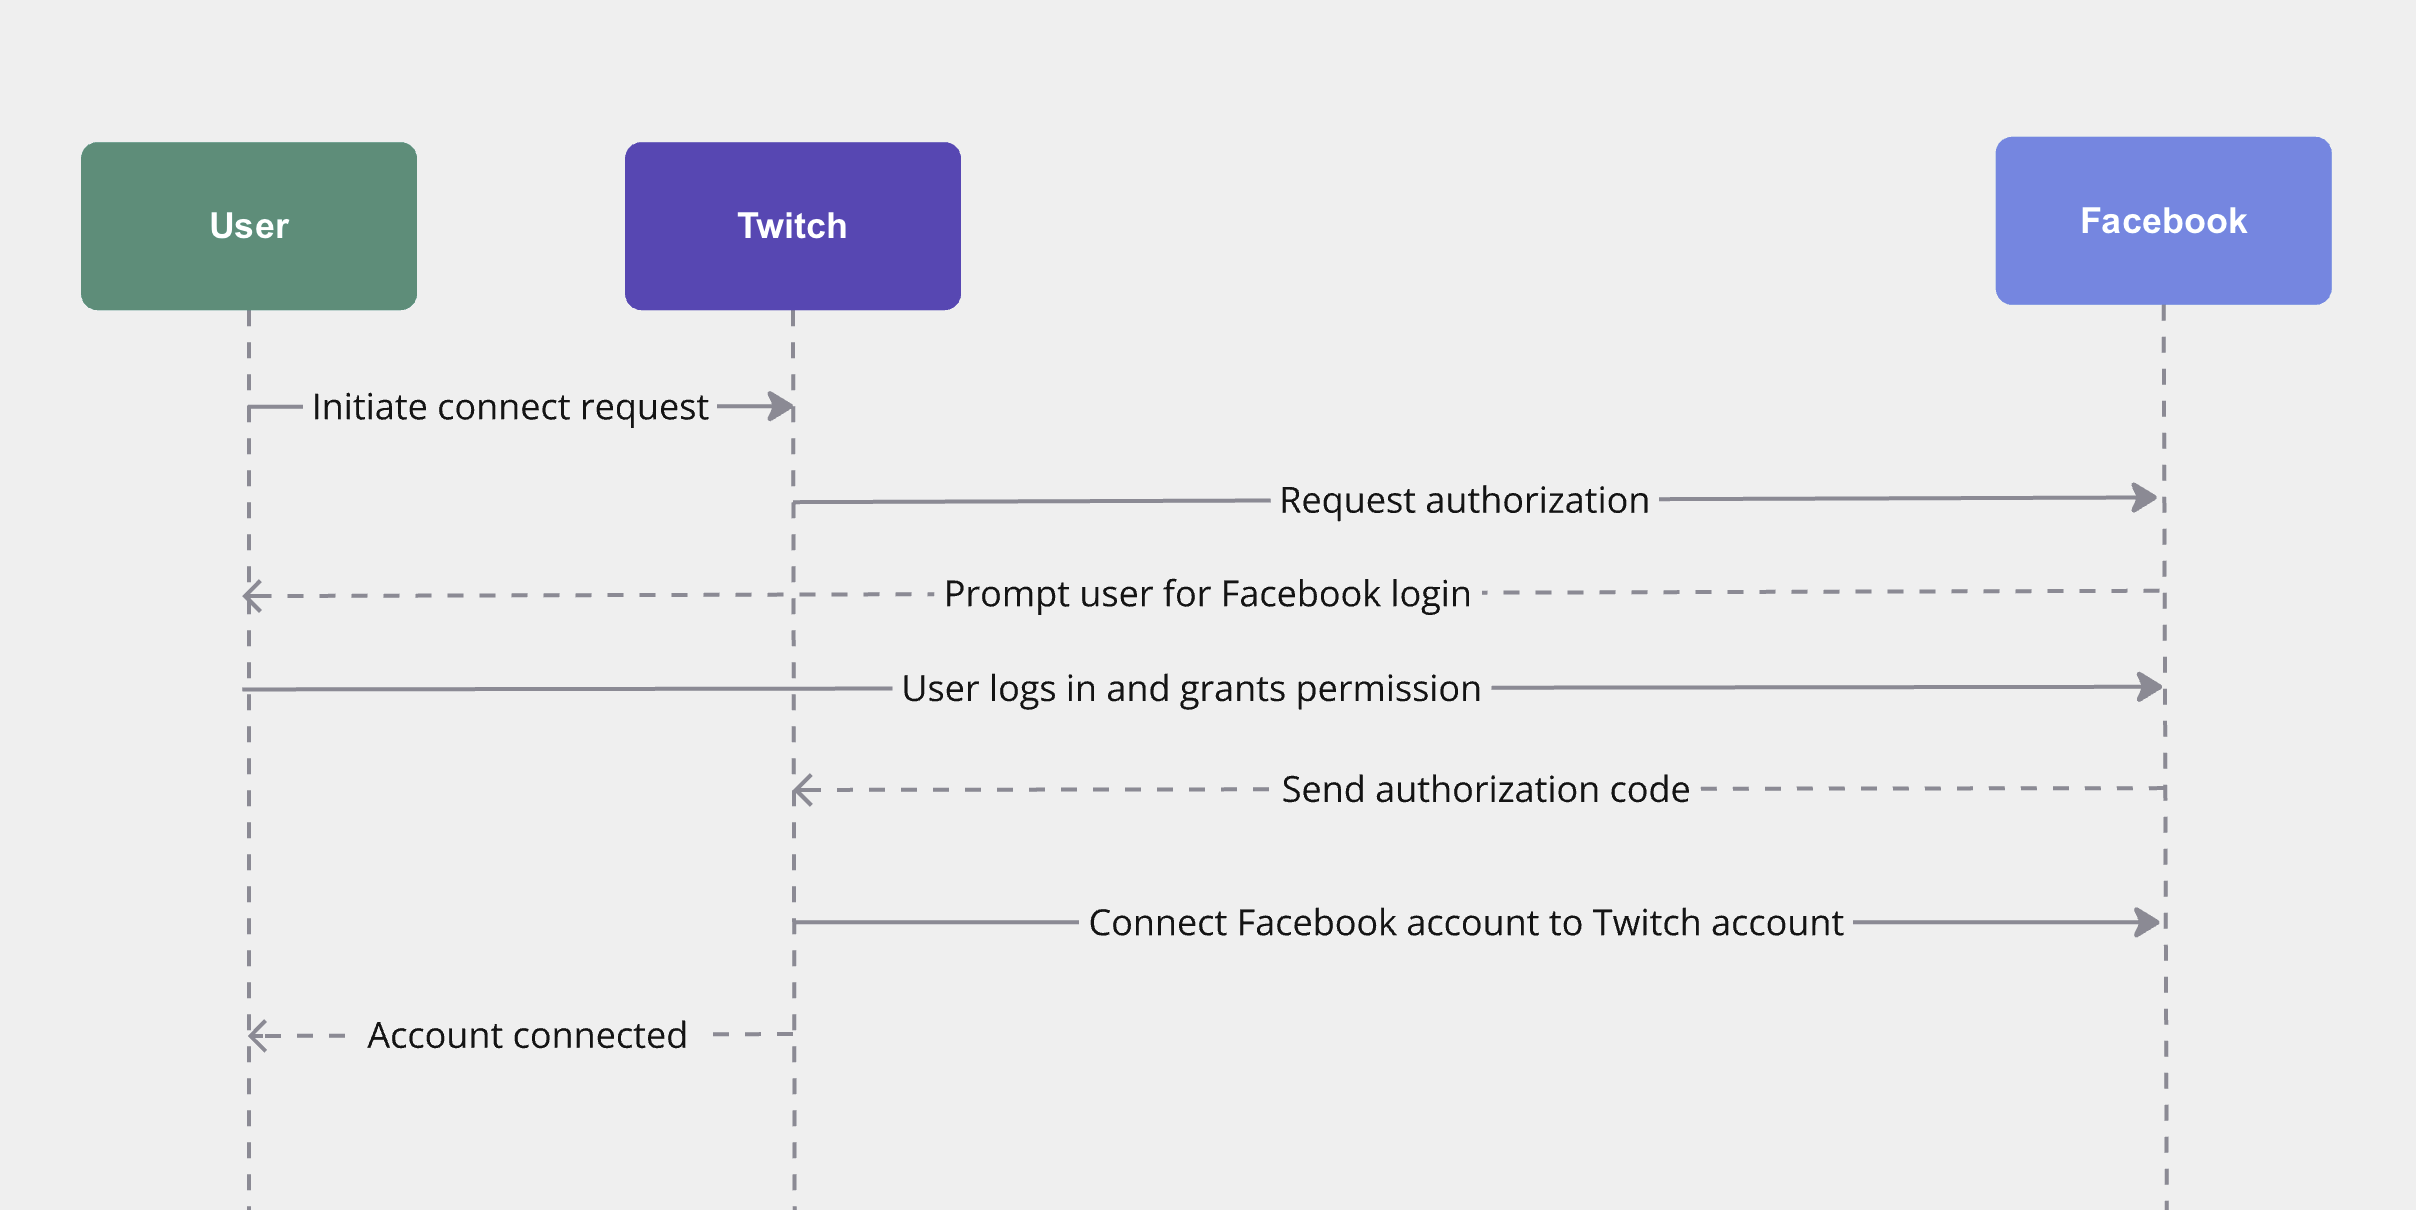 User
Twitch
Facebook
Initiate connect request
Request authorization
Prompt user for Facebook login
User logs in and grants permission
Send authorization code
Connect Facebook account to Twitch account
Account connected